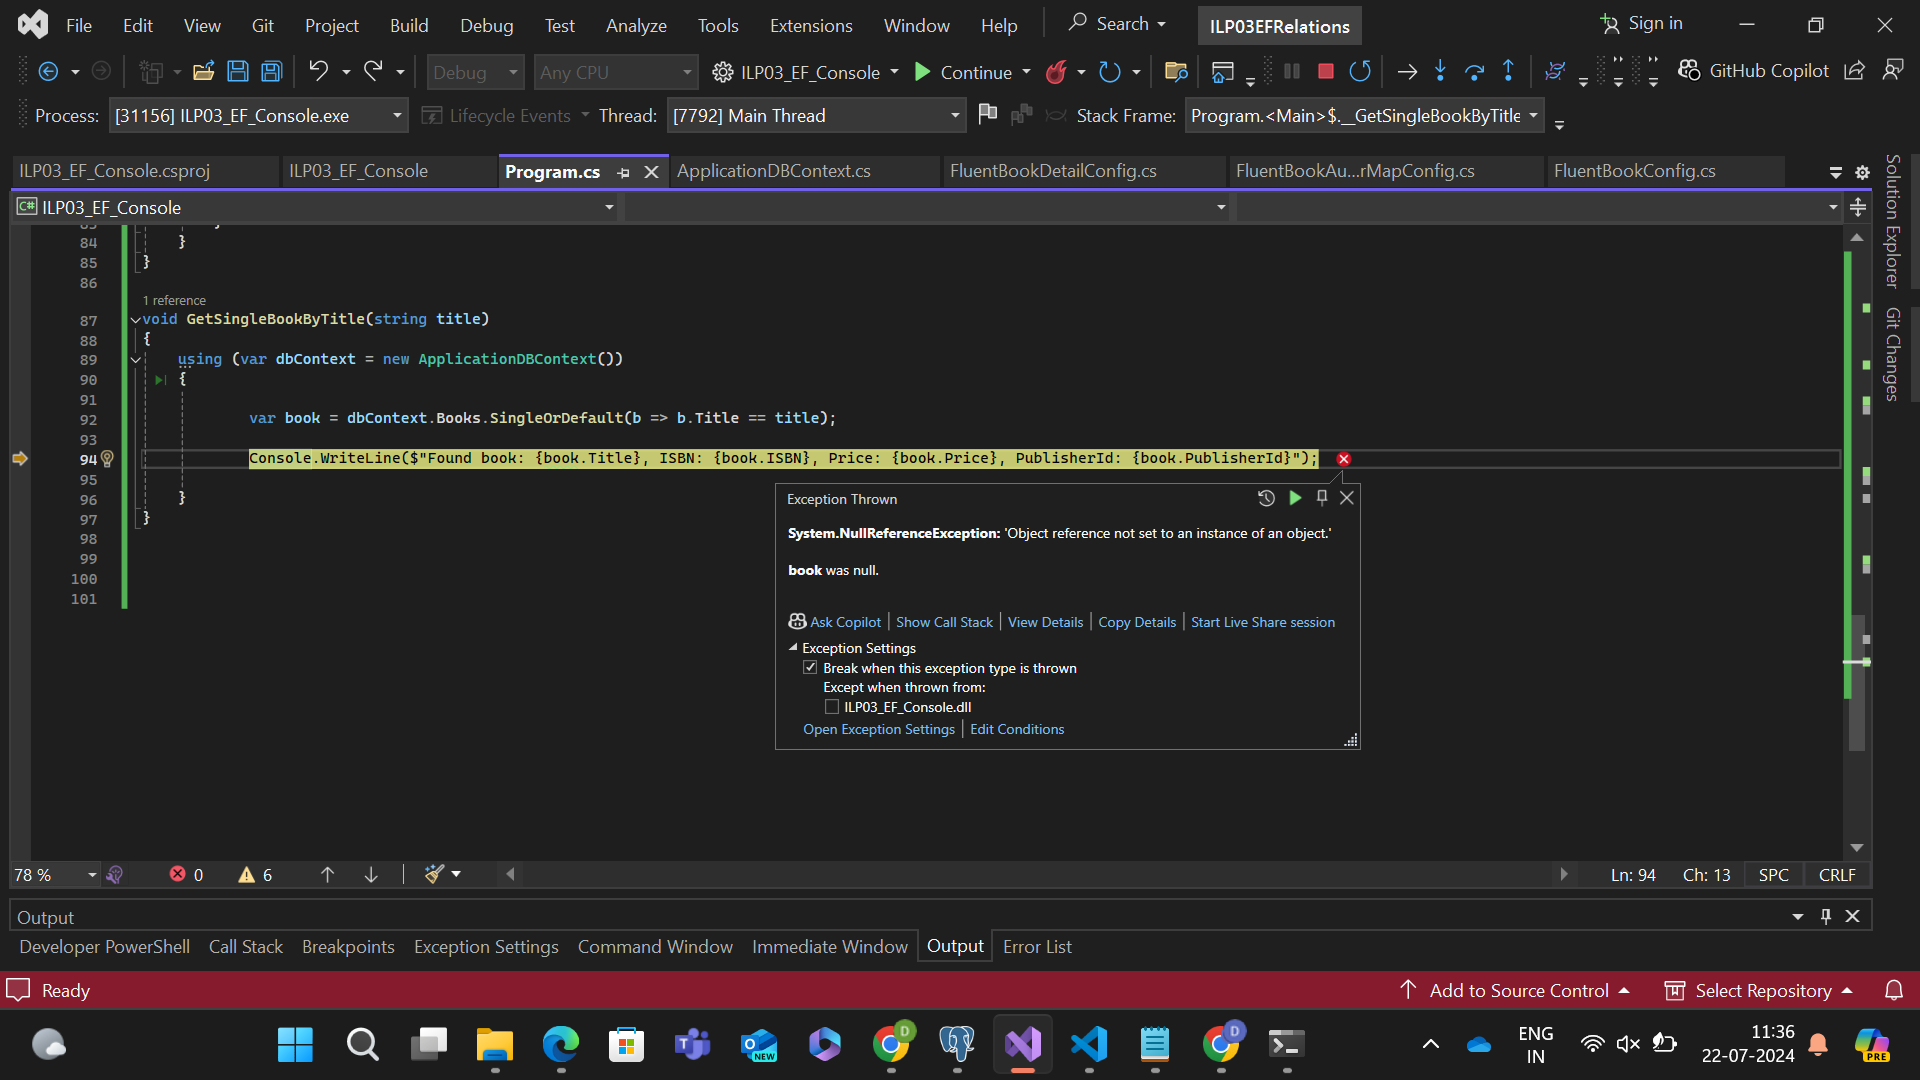 File Edit View Git Project Build Debug Test Analyze Tools Extensions Window Help Search ILP03EFRelations Sign in
Debug Any CPU ILP03_EF_Console Continue GitHub Copilot
Process: [31156] ILP03_EF_Console.exe Lifecycle Events Thread: [7792] Main Thread Stack Frame: Program.<Main>$.__GetSingleBookByTitle
ILP03_EF_Console.csproj ILP03_EF_Console Program.cs ApplicationDBContext.cs FluentBookDetailConfig.cs FluentBookAu...rMapConfig.cs FluentBookConfig.cs
C# ILP03_EF_Console
Solution Explorer
Git Changes
84 }
85 }
86
1 reference
87 void GetSingleBookByTitle(string title)
88 {
89 using (var dbContext = new ApplicationDBContext())
90 {
91
92 var book = dbContext.Books.SingleOrDefault(b => b.Title == title);
93
94 Console.WriteLine($"Found book: {book.Title}, ISBN: {book.ISBN}, Price: {book.Price}, PublisherId: {book.PublisherId}");
95
96 }
97 }
98
99
100
101
Exception Thrown
System.NullReferenceException: 'Object reference not set to an instance of an object.'
book was null.
Ask Copilot Show Call Stack View Details Copy Details Start Live Share session
Exception Settings
Break when this exception type is thrown
Except when thrown from:
ILP03_EF_Console.dll
Open Exception Settings Edit Conditions
78 % 0 6 Ln: 94 Ch: 13 SPC CRLF
Output
Developer PowerShell Call Stack Breakpoints Exception Settings Command Window Immediate Window Output Error List
Ready Add to Source Control Select Repository
NEW D D ENG
IN
11:36
22-07-2024
PRE